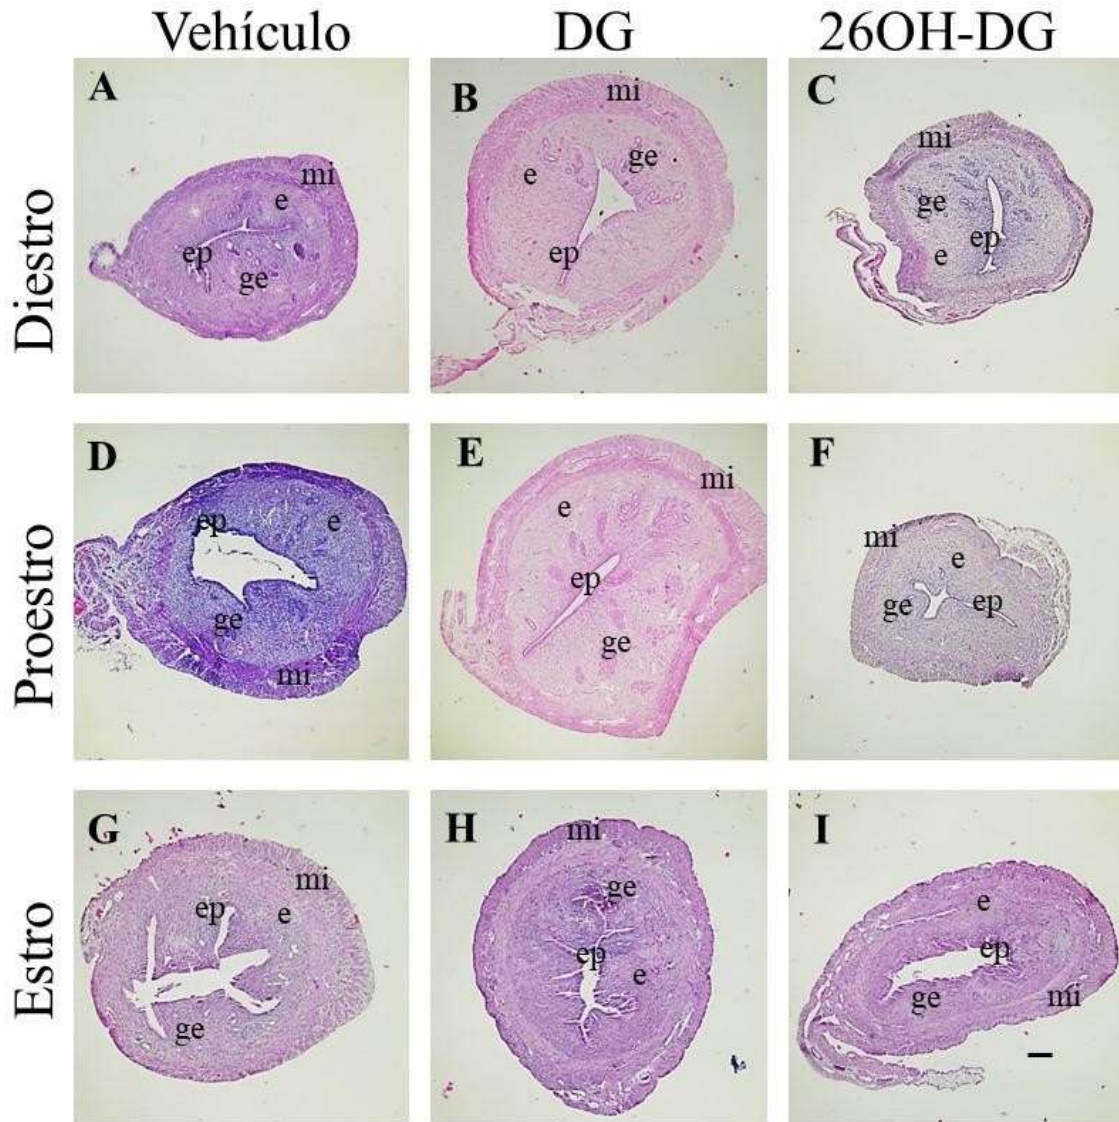 Vehículo DG 26OH-DG
Diestro
A mi e ep ge
B mi ge e ep
C mi ge ep e
Proestro
D ep e ge mi
E mi e ep ge
F mi e ge ep
Estro
G mi ep e ge
H mi ge ep e
I e ep ge mi